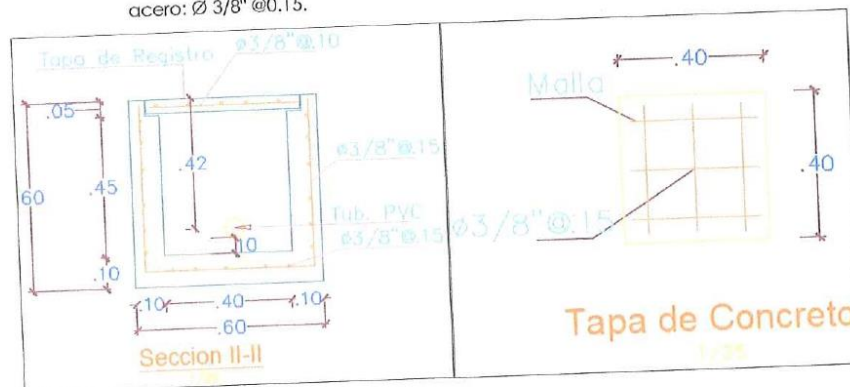 acero: Ø 3/8" @0.15.
Tapa de Registro
ø3/8"@.10
.05
.42
ø3/8"@.15
60
.45
Tub. PVC
.10
ø3/8"@.15
.10
.10
.40
.10
.60
Seccion II-II
Malla
.40
.40
ø3/8"@.15
Tapa de Concreto
1/25